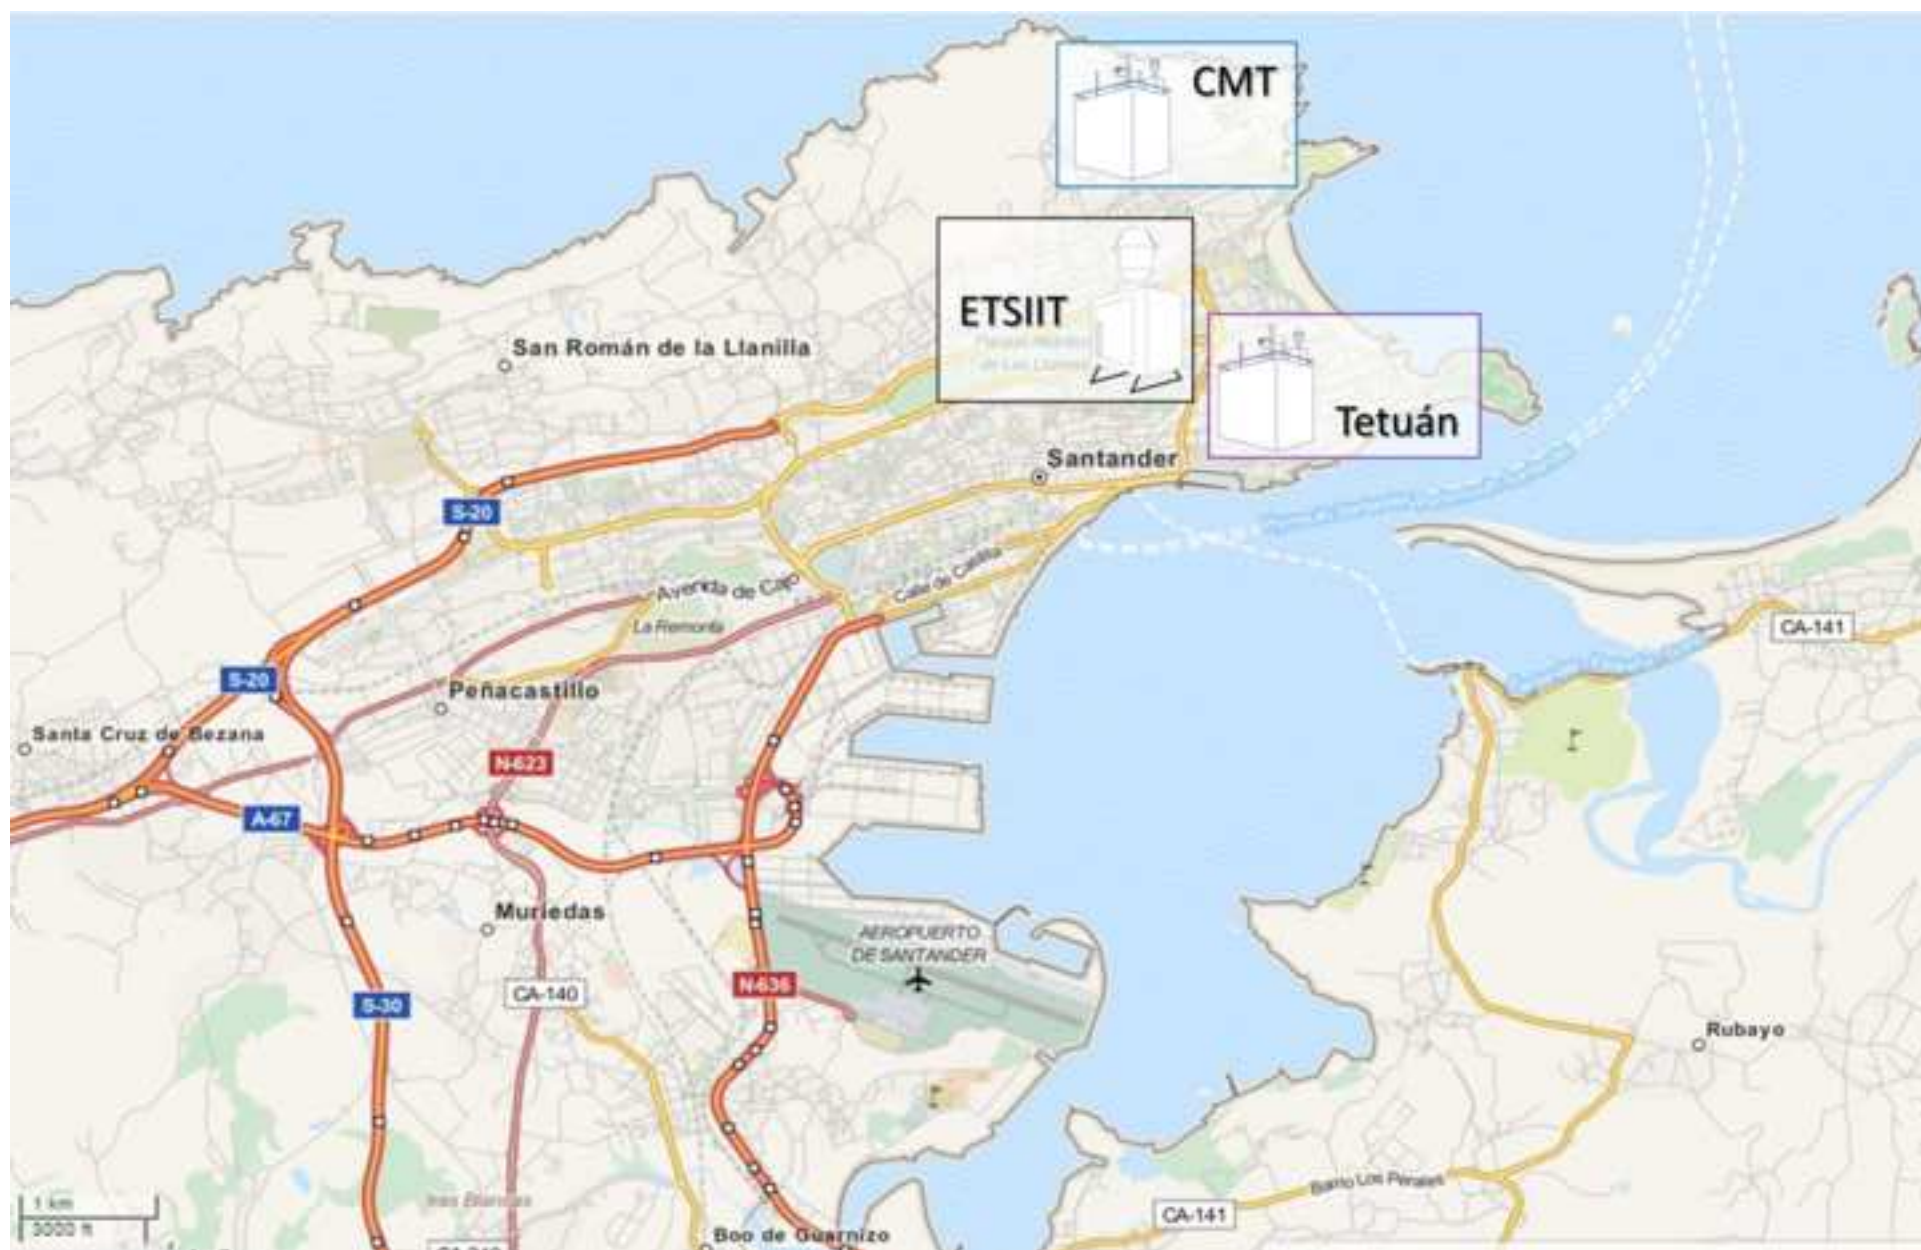 CMT
ETSIIT
San Román de la Llanilla
Tetuán
Santander
S-20
Avenida de Cajo
Calle de Castilla
La Remonta
CA-141
S-20
Peñacastillo
Santa Cruz de Bezana
N-623
A-67
Muriedas
AEROPUERTO
DE SANTANDER
CA-140
N-636
S-30
Rubayo
Barrio Los Perales
1 km
3000 ft
CA-141
Boo de Guarnizo